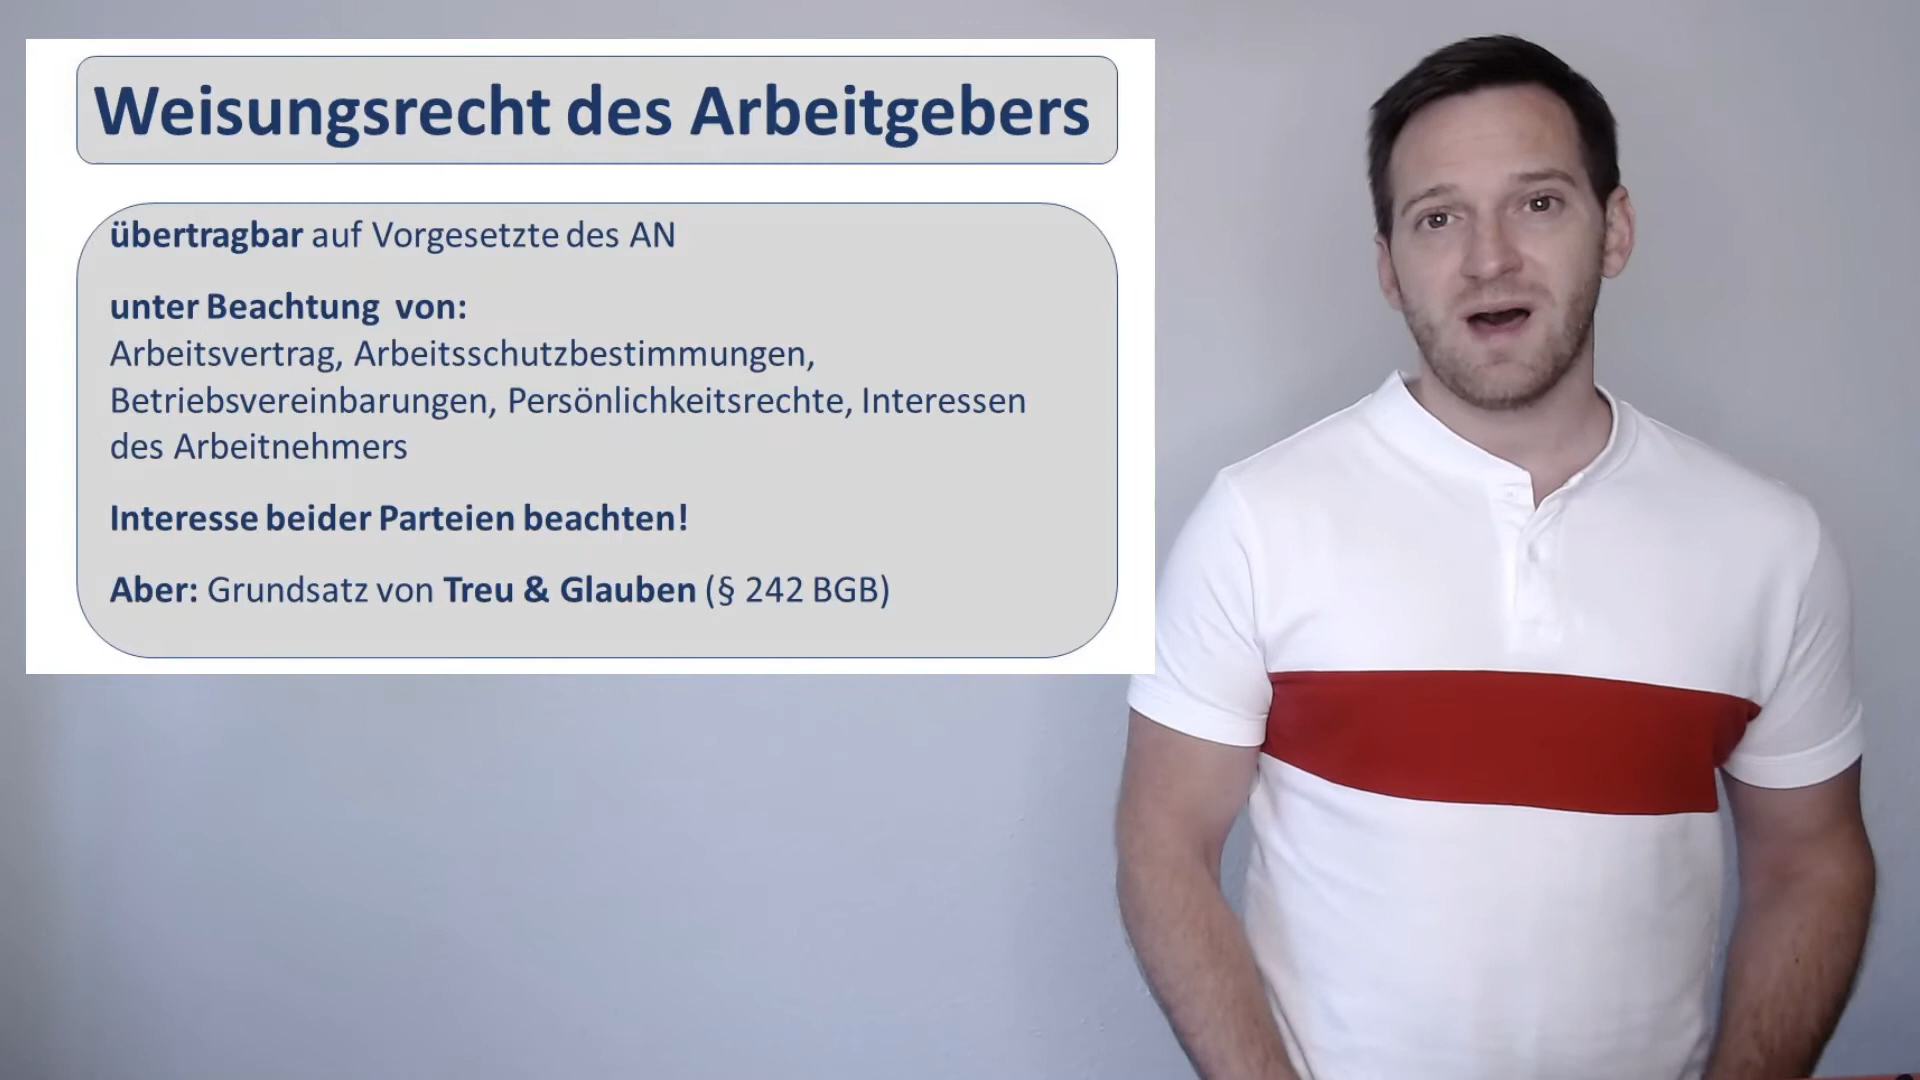 Weisungsrecht des Arbeitgebers
übertragbar auf Vorgesetzte des AN
unter Beachtung von:
Arbeitsvertrag, Arbeitsschutzbestimmungen,
Betriebsvereinbarungen, Persönlichkeitsrechte, Interessen
des Arbeitnehmers
Interesse beider Parteien beachten!
Aber: Grundsatz von Treu & Glauben (§ 242 BGB)